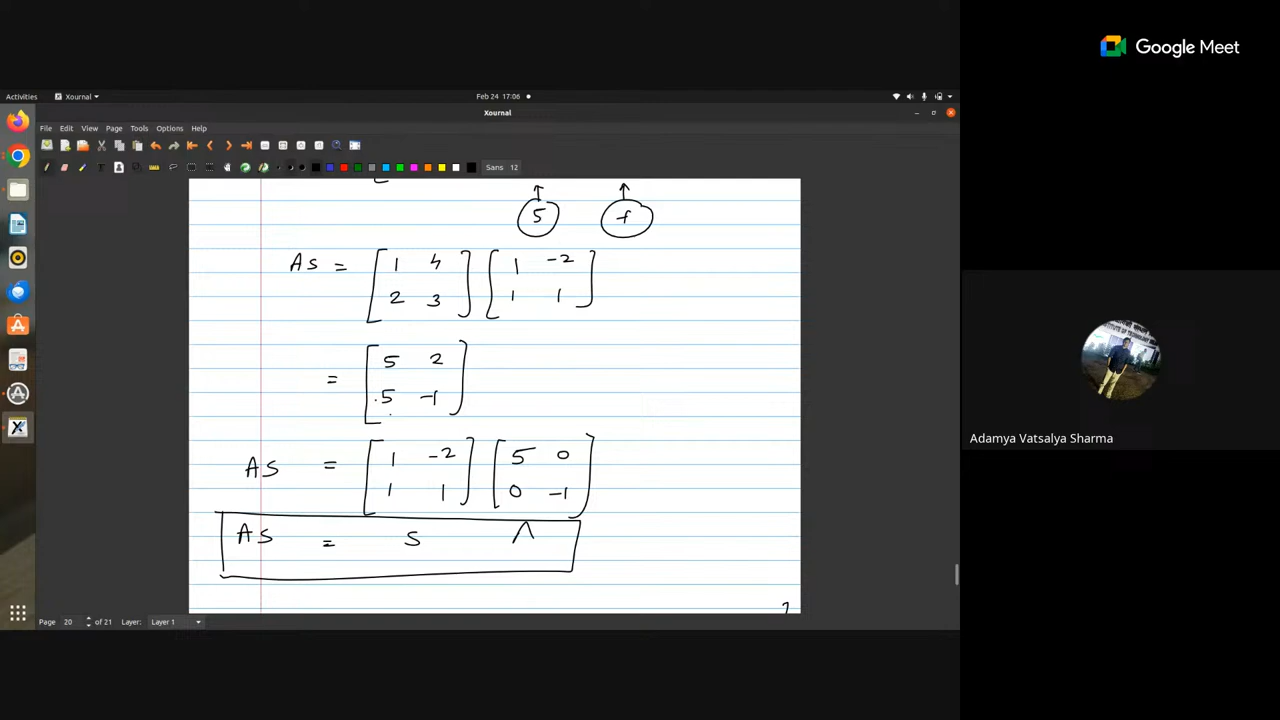 Google Meet
Activities Xournal Feb 24 17:06
Xournal
File Edit View Page Tools Options Help
Sans 12
5
AS = [ 1 4 ] [ 1 -2 ]
[ 2 3 ] [ 1 1 ]
= [ 5 2 ]
[ 5 -1 ]
AS = [ 1 -2 ] [ 5 0 ]
[ 1 1 ] [ 0 -1 ]
AS = S Λ
Page 20 of 21 Layer: Layer 1
Adamya Vatsalya Sharma